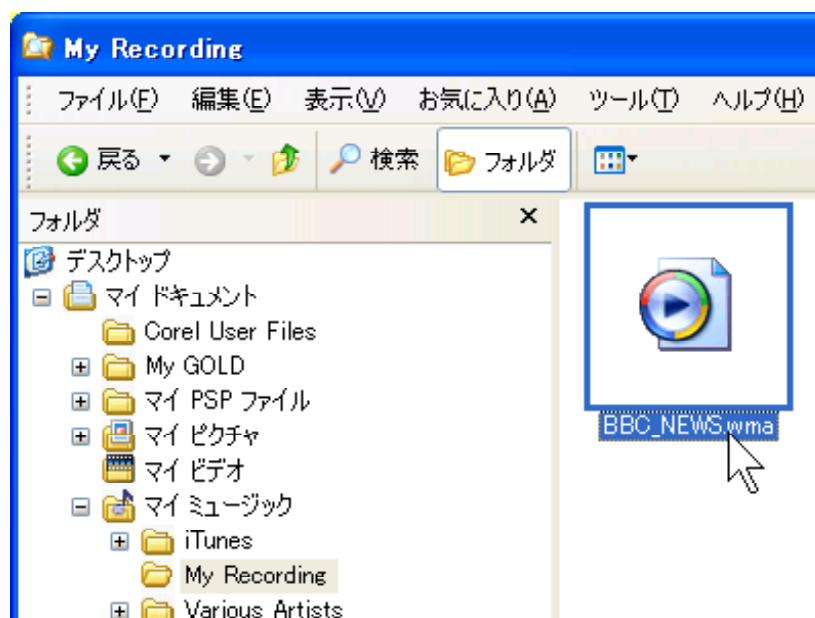 My Recording
ファイル(F) 編集(E) 表示(V) お気に入り(A) ツール(T) ヘルプ(H)
戻る 検索 フォルダ
フォルダ
デスクトップ
マイ ドキュメント
Corel User Files
My GOLD
マイ PSP ファイル
マイ ピクチャ
マイ ビデオ
マイ ミュージック
iTunes
My Recording
Various Artists
BBC_NEWS.wma